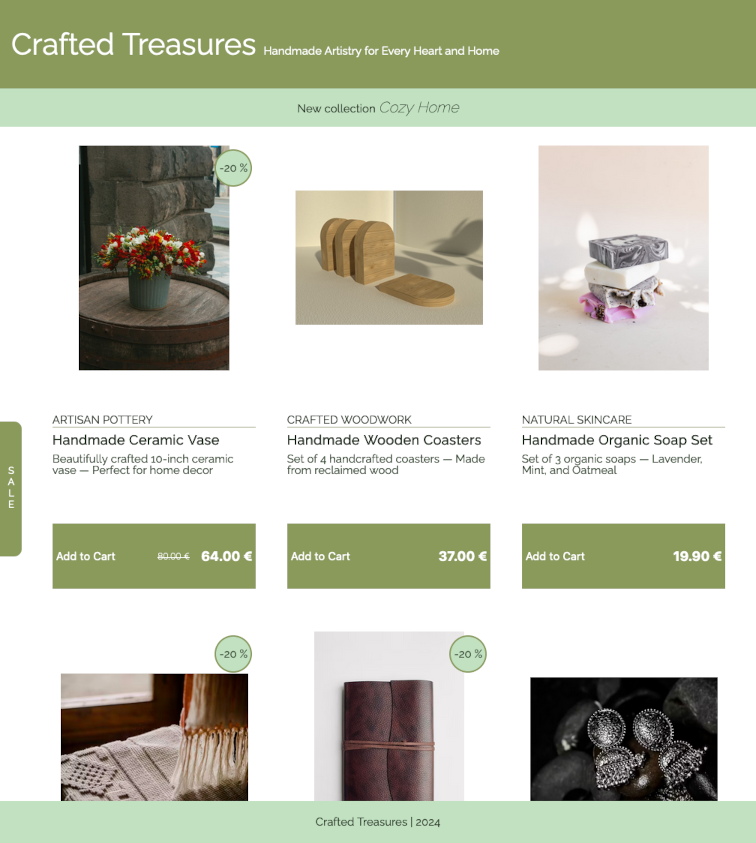 Crafted Treasures Handmade Artistry for Every Heart and Home
New collection Cozy Home
-20 %
ARTISAN POTTERY
Handmade Ceramic Vase
Beautifully crafted 10-inch ceramic
vase — Perfect for home decor
Add to Cart 80.00 € 64.00 €
CRAFTED WOODWORK
Handmade Wooden Coasters
Set of 4 handcrafted coasters — Made
from reclaimed wood
Add to Cart 37.00 €
NATURAL SKINCARE
Handmade Organic Soap Set
Set of 3 organic soaps — Lavender,
Mint, and Oatmeal
Add to Cart 19.90 €
S
A
L
E
-20 %
-20 %
Crafted Treasures | 2024